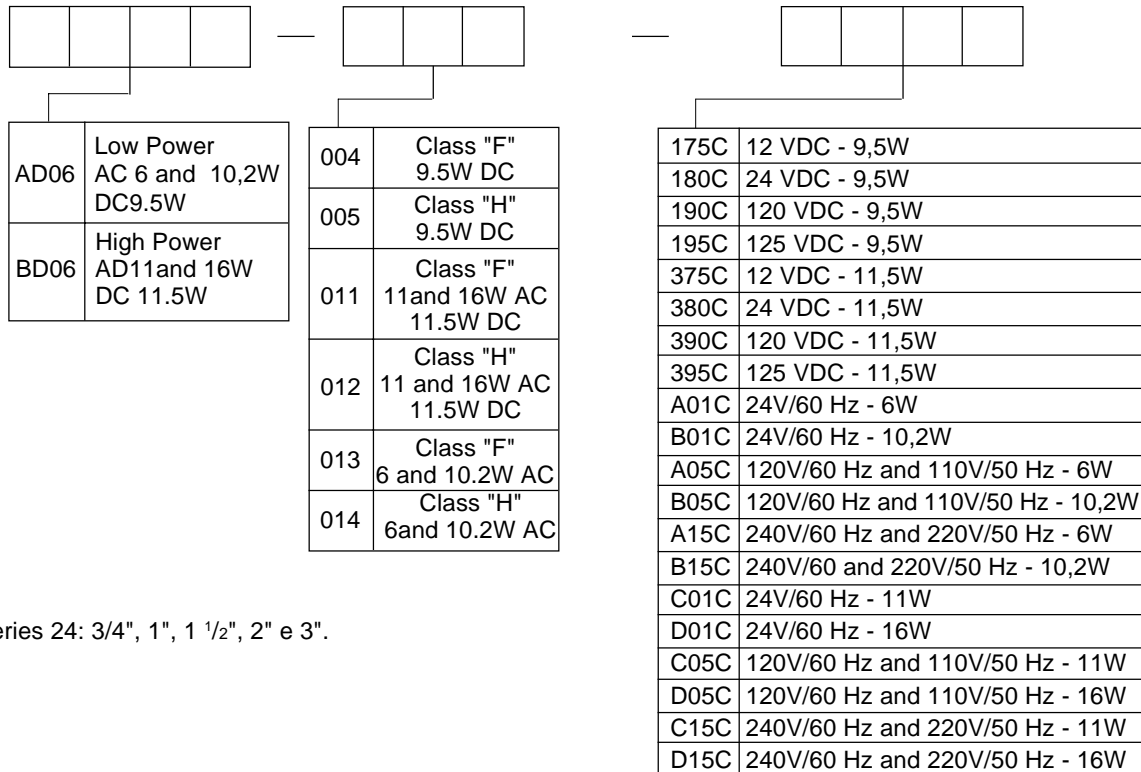 AD06 Low Power
AC 6 and 10,2W
DC9.5W
BD06 High Power
AD11and 16W
DC 11.5W
004 Class "F"
9.5W DC
005 Class "H"
9.5W DC
011 Class "F"
11and 16W AC
11.5W DC
012 Class "H"
11 and 16W AC
11.5W DC
013 Class "F"
6 and 10.2W AC
014 Class "H"
6and 10.2W AC
175C 12 VDC - 9,5W
180C 24 VDC - 9,5W
190C 120 VDC - 9,5W
195C 125 VDC - 9,5W
375C 12 VDC - 11,5W
380C 24 VDC - 11,5W
390C 120 VDC - 11,5W
395C 125 VDC - 11,5W
A01C 24V/60 Hz - 6W
B01C 24V/60 Hz - 10,2W
A05C 120V/60 Hz and 110V/50 Hz - 6W
B05C 120V/60 Hz and 110V/50 Hz - 10,2W
A15C 240V/60 Hz and 220V/50 Hz - 6W
B15C 240V/60 and 220V/50 Hz - 10,2W
C01C 24V/60 Hz - 11W
D01C 24V/60 Hz - 16W
C05C 120V/60 Hz and 110V/50 Hz - 11W
D05C 120V/60 Hz and 110V/50 Hz - 16W
C15C 240V/60 Hz and 220V/50 Hz - 11W
D15C 240V/60 Hz and 220V/50 Hz - 16W
eries 24: 3/4", 1", 1 1/2", 2" e 3".